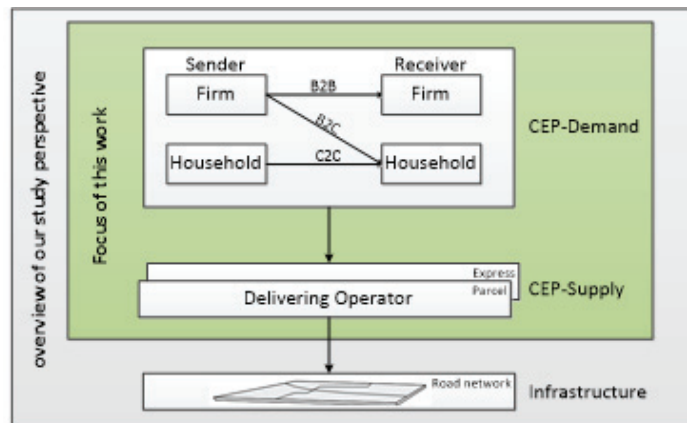 overview of our study perspective
Focus of this work
Sender
Receiver
Firm
B2B
Firm
B2C
CEP-Demand
Household
C2C
Household
Express
Parcel
Delivering Operator
CEP-Supply
Road network
Infrastructure